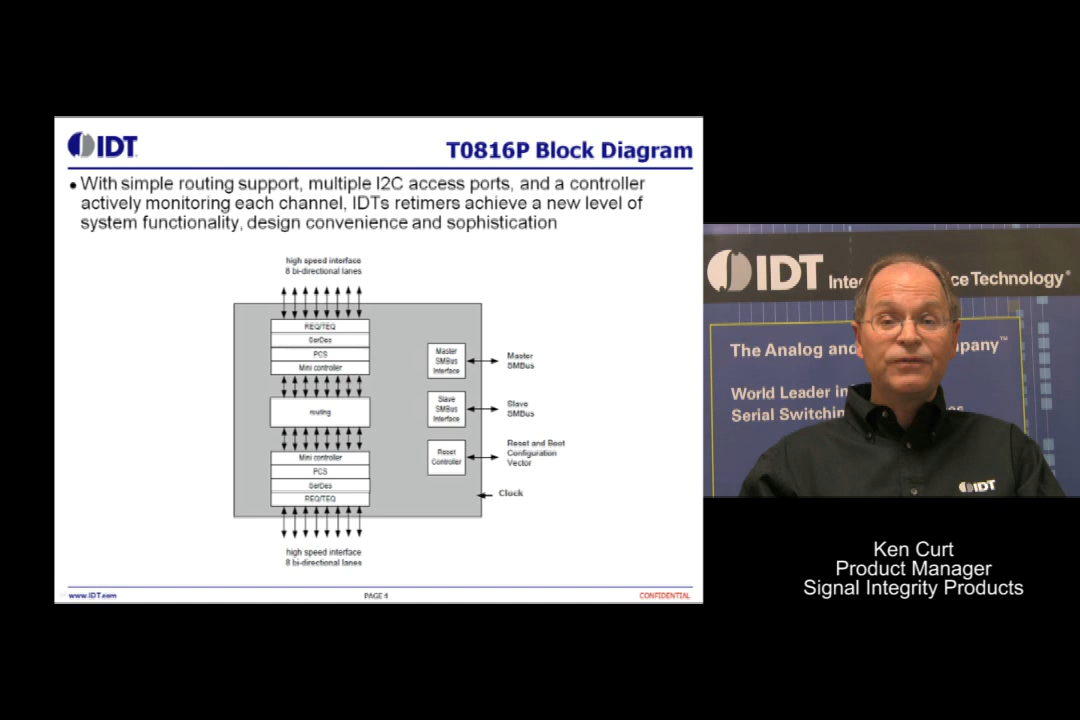 IDT
T0816P Block Diagram
• With simple routing support, multiple I2C access ports, and a controller
actively monitoring each channel, IDTs retimers achieve a new level of
system functionality, design convenience and sophistication
high speed interface
8 bi-directional lanes
REQ/TEQ
SerDes
PCS
Mini controller
routing
Mini controller
PCS
SerDes
REQ/TEQ
high speed interface
8 bi-directional lanes
Master
SMBus
Interface
Master
SMBus
Slave
SMBus
Interface
Slave
SMBus
Reset
Controller
Reset and Boot
Configuration
Vector
Clock
www.IDT.com
PAGE 4
CONFIDENTIAL
IDT
Technology®
The Analog and
World Leader in
Serial
IDT
Ken Curt
Product Manager
Signal Integrity Products